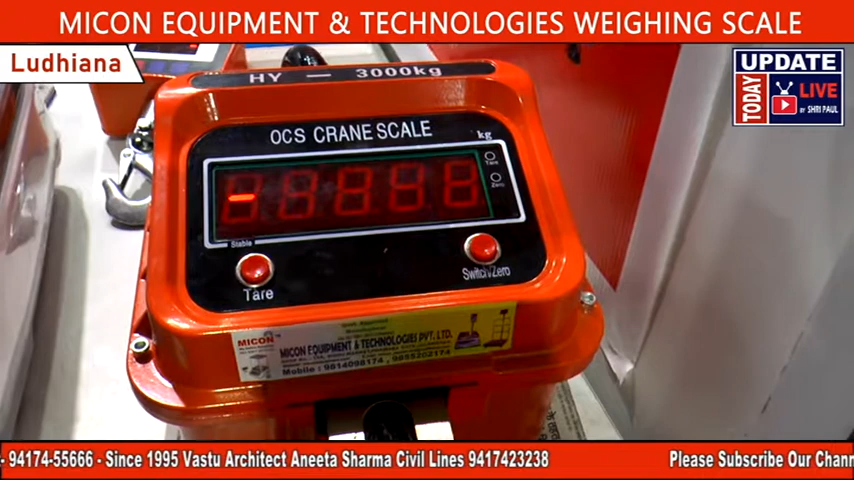 MICON EQUIPMENT & TECHNOLOGIES WEIGHING SCALE
Ludhiana
UPDATE
TODAY
LIVE
BY SHRI PAUL
HY — 3000kg
OCS CRANE SCALE
kg
Tare
Zero
Stable
Tare
Switch/Zero
MICON
MICON EQUIPMENT & TECHNOLOGIES PVT. LTD.
Mobile : 9814098174, 9855202174
- 94174-55666 - Since 1995 Vastu Architect Aneeta Sharma Civil Lines 9417423238
Please Subscribe Our Chann